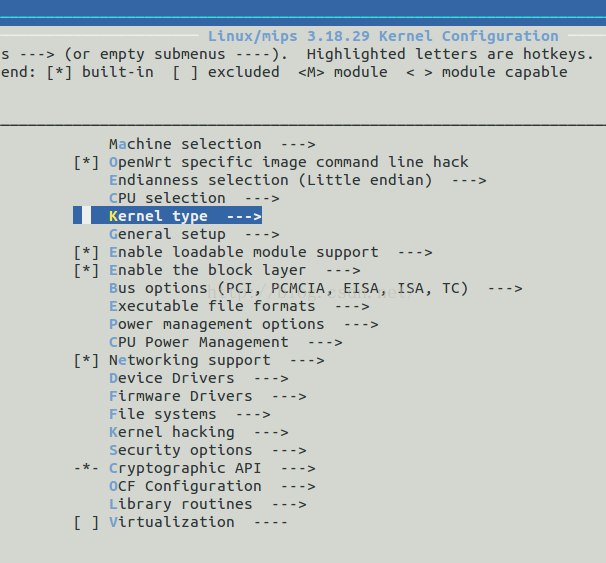 Linux/mips 3.18.29 Kernel Configuration
s ---> (or empty submenus ----).  Highlighted letters are hotkeys.
end: [*] built-in  [ ] excluded  <M> module  < > module capable
Machine selection  --->
[*] OpenWrt specific image command line hack
Endianness selection (Little endian)  --->
CPU selection  --->
Kernel type  --->
General setup  --->
[*] Enable loadable module support  --->
[*] Enable the block layer  --->
Bus options (PCI, PCMCIA, EISA, ISA, TC)  --->
Executable file formats  --->
Power management options  --->
CPU Power Management  --->
[*] Networking support  --->
Device Drivers  --->
Firmware Drivers  --->
File systems  --->
Kernel hacking  --->
Security options  --->
-*- Cryptographic API  --->
OCF Configuration  --->
Library routines  --->
[ ] Virtualization  ----